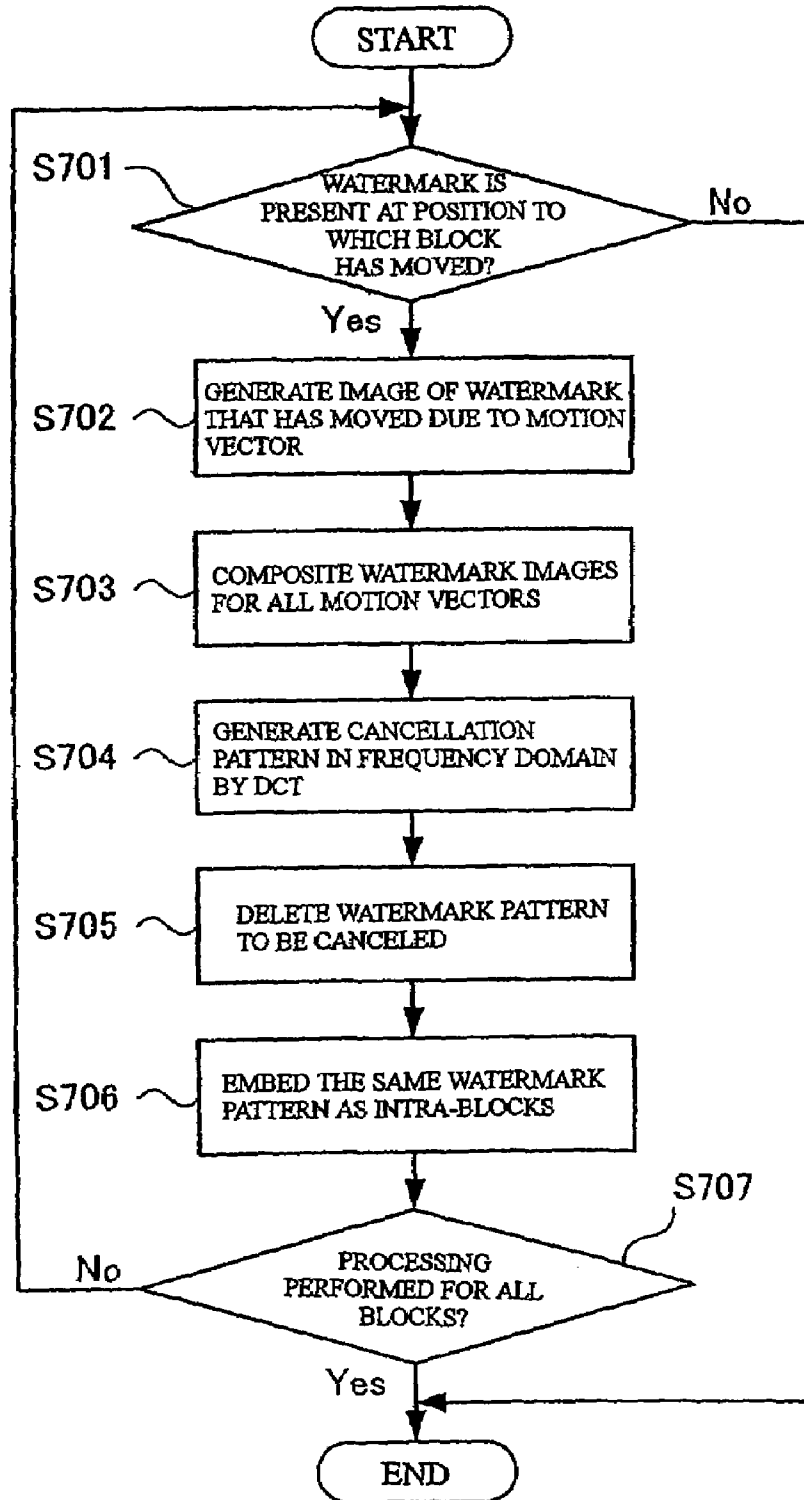 START
S701
WATERMARK IS
PRESENT AT POSITION TO
WHICH BLOCK
HAS MOVED?
No
Yes
S702
GENERATE IMAGE OF WATERMARK
THAT HAS MOVED DUE TO MOTION
VECTOR
S703
COMPOSITE WATERMARK IMAGES
FOR ALL MOTION VECTORS
S704
GENERATE CANCELLATION
PATTERN IN FREQUENCY DOMAIN
BY DCT
S705
DELETE WATERMARK PATTERN
TO BE CANCELED
S706
EMBED THE SAME WATERMARK
PATTERN AS INTRA-BLOCKS
S707
No
PROCESSING
PERFORMED FOR ALL
BLOCKS?
Yes
END